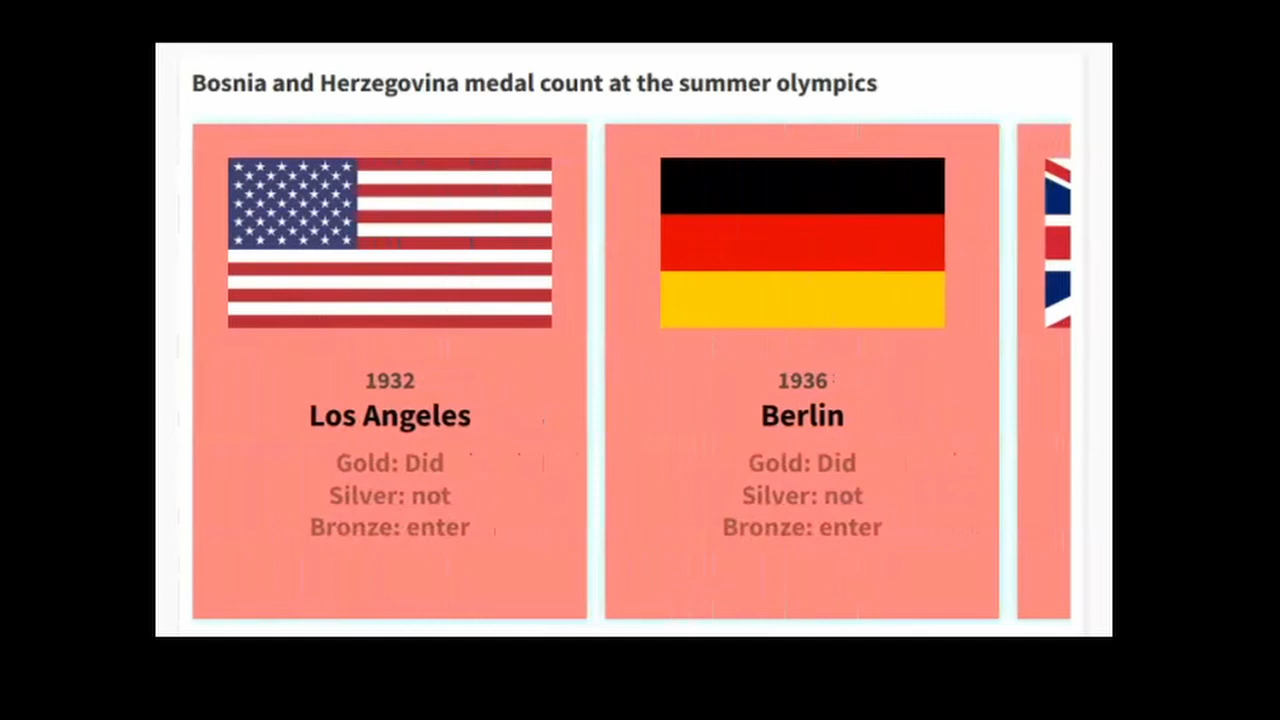 Bosnia and Herzegovina medal count at the summer olympics
1932
Los Angeles
Gold: Did
Silver: not
Bronze: enter
1936
Berlin
Gold: Did
Silver: not
Bronze: enter